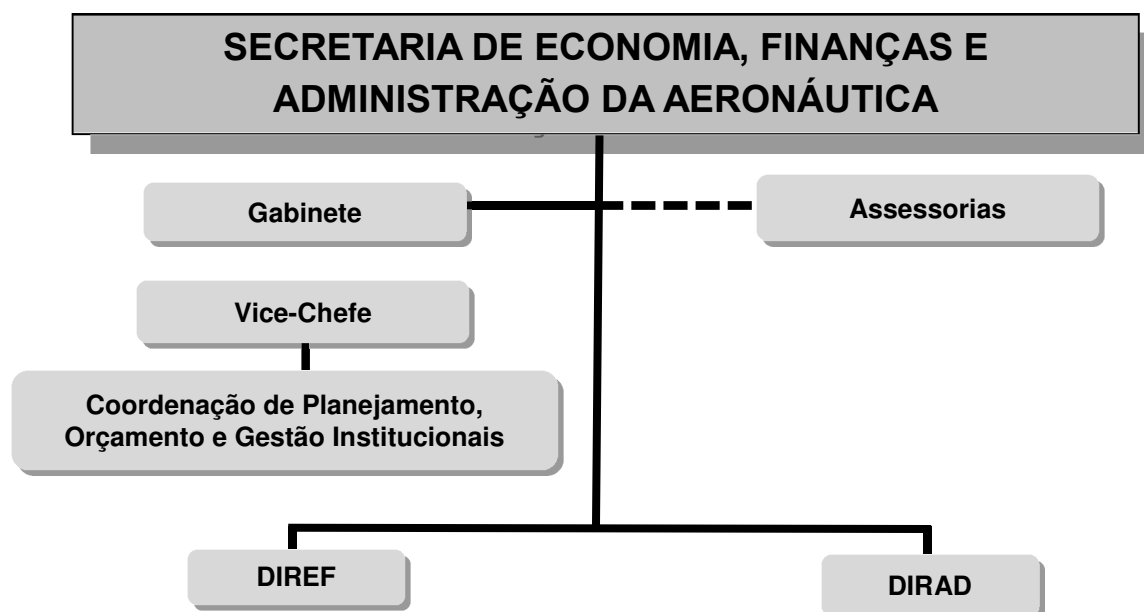 SECRETARIA DE ECONOMIA, FINANÇAS E
ADMINISTRAÇÃO DA AERONÁUTICA
Gabinete
Assessorias
Vice-Chefe
Coordenação de Planejamento,
Orçamento e Gestão Institucionais
DIREF
DIRAD